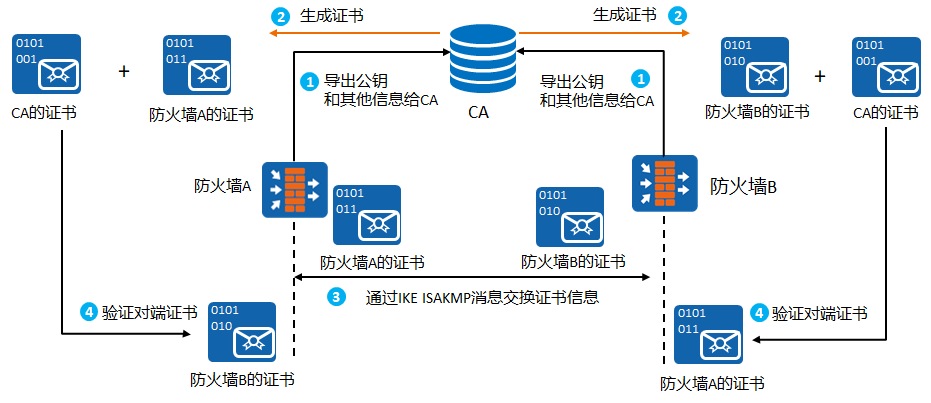 2 生成证书
生成证书 2
0101
001
+
0101
011
0101
010
+
0101
001
CA的证书
防火墙A的证书
1 导出公钥
和其他信息给CA
CA
导出公钥 1
和其他信息给CA
防火墙B的证书
CA的证书
防火墙A
0101
011
防火墙A的证书
0101
010
防火墙B的证书
防火墙B
3 通过IKE ISAKMP消息交换证书信息
4 验证对端证书
0101
010
防火墙B的证书
0101
011
防火墙A的证书
4 验证对端证书